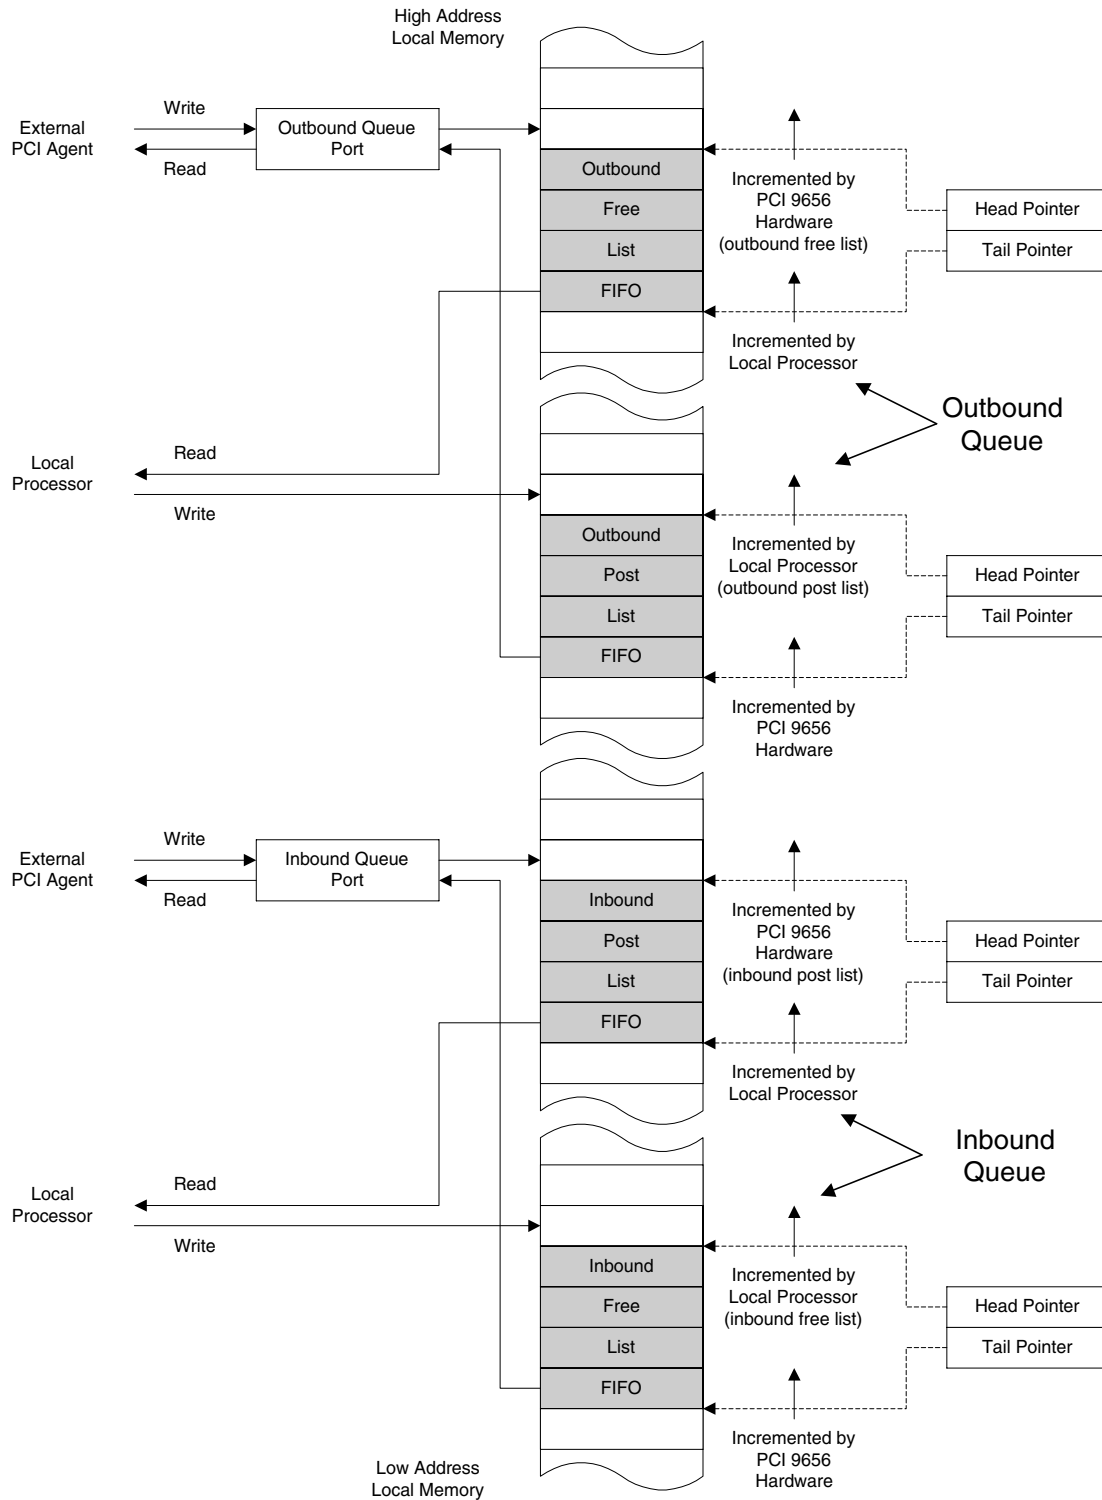 High Address
Local Memory
External
PCI Agent
Write
Read
Outbound Queue
Port
Outbound
Free
List
FIFO
Incremented by
PCI 9656
Hardware
(outbound free list)
Head Pointer
Tail Pointer
Incremented by
Local Processor
Outbound
Queue
Local
Processor
Read
Write
Outbound
Post
List
FIFO
Incremented by
Local Processor
(outbound post list)
Head Pointer
Tail Pointer
Incremented by
PCI 9656
Hardware
External
PCI Agent
Write
Read
Inbound Queue
Port
Inbound
Post
List
FIFO
Incremented by
PCI 9656
Hardware
(inbound post list)
Head Pointer
Tail Pointer
Incremented by
Local Processor
Inbound
Queue
Local
Processor
Read
Write
Inbound
Free
List
FIFO
Incremented by
Local Processor
(inbound free list)
Head Pointer
Tail Pointer
Incremented by
PCI 9656
Hardware
Low Address
Local Memory